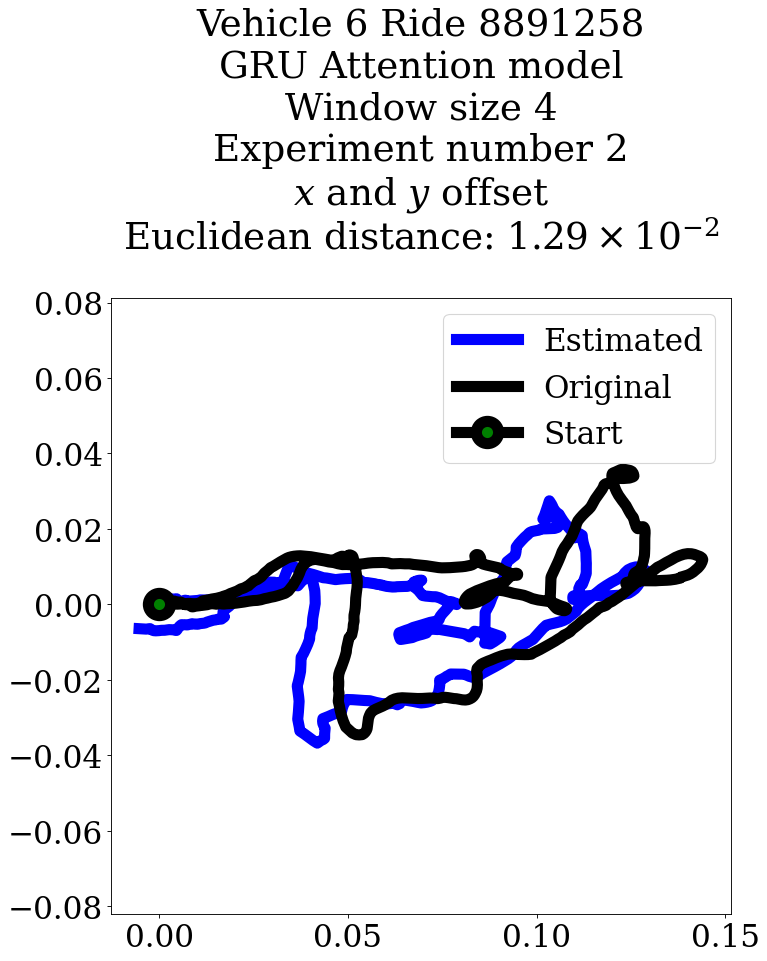 Vehicle 6 Ride 8891258
GRU Attention model
Window size 4
Experiment number 2
x and y offset
Euclidean distance: 1.29 × 10⁻²
Estimated
Original
Start
0.08
0.06
0.04
0.02
0.00
−0.02
−0.04
−0.06
−0.08
0.00 0.05 0.10 0.15